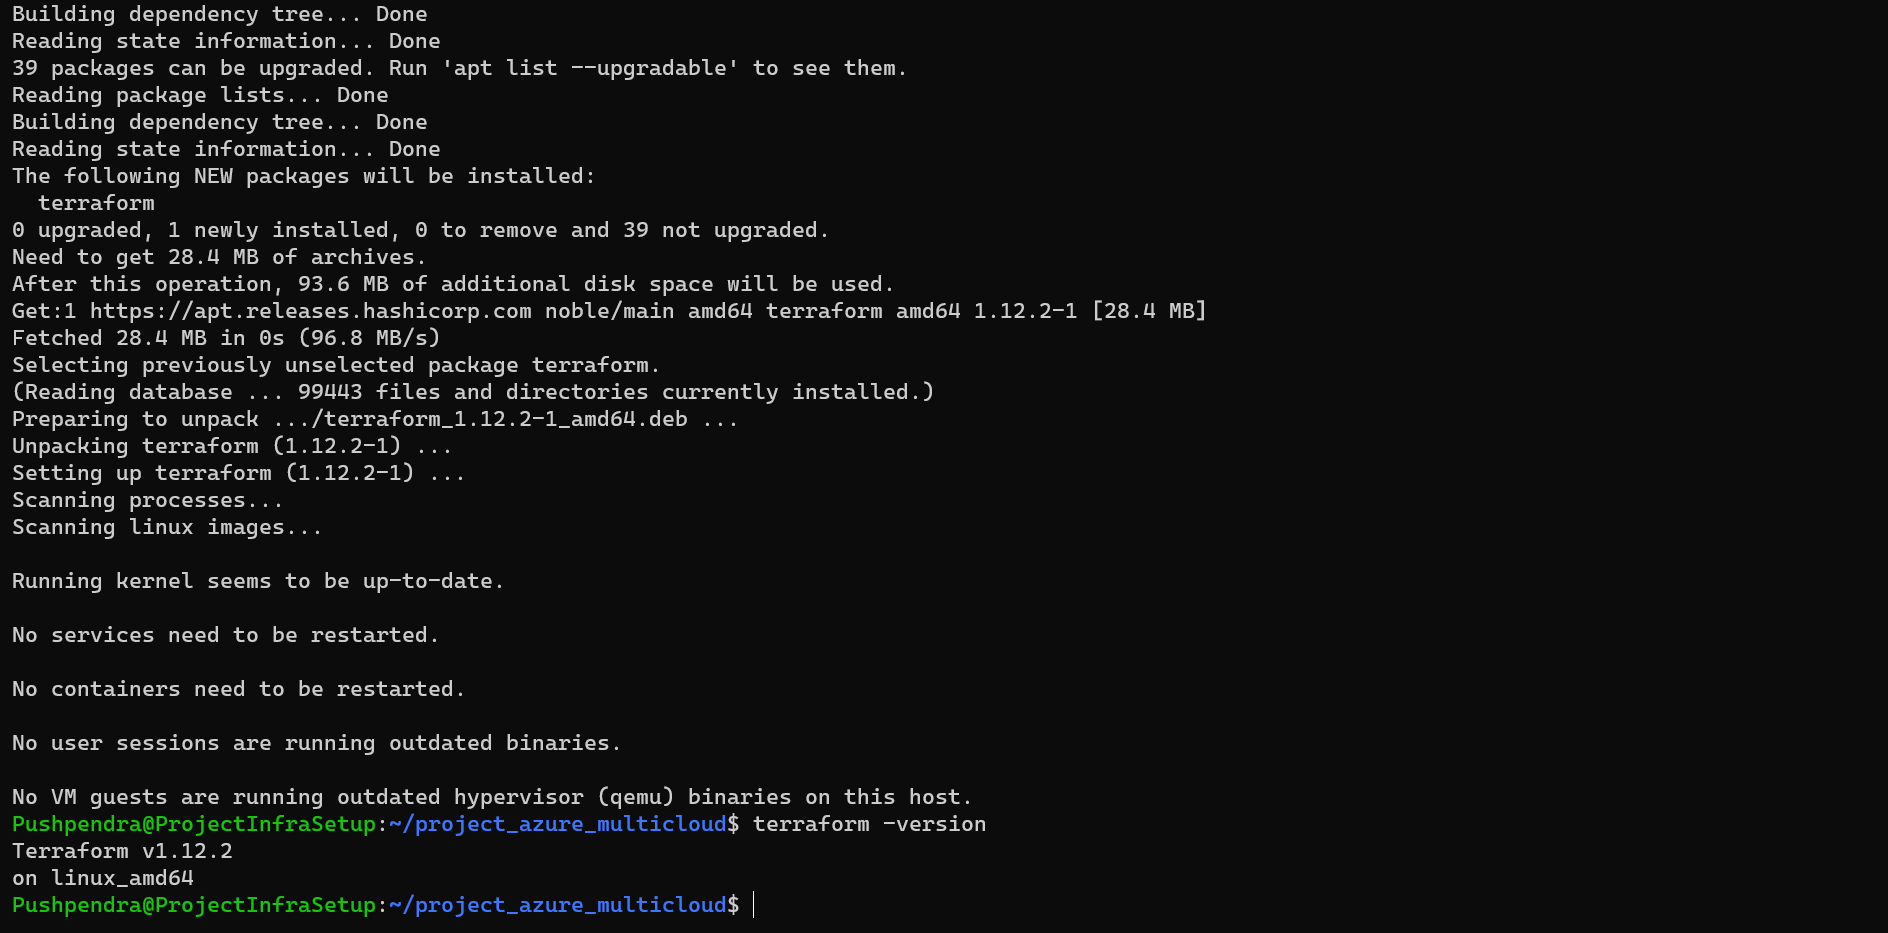 Building dependency tree... Done
Reading state information... Done
39 packages can be upgraded. Run 'apt list --upgradable' to see them.
Reading package lists... Done
Building dependency tree... Done
Reading state information... Done
The following NEW packages will be installed:
  terraform
0 upgraded, 1 newly installed, 0 to remove and 39 not upgraded.
Need to get 28.4 MB of archives.
After this operation, 93.6 MB of additional disk space will be used.
Get:1 https://apt.releases.hashicorp.com noble/main amd64 terraform amd64 1.12.2-1 [28.4 MB]
Fetched 28.4 MB in 0s (96.8 MB/s)
Selecting previously unselected package terraform.
(Reading database ... 99443 files and directories currently installed.)
Preparing to unpack .../terraform_1.12.2-1_amd64.deb ...
Unpacking terraform (1.12.2-1) ...
Setting up terraform (1.12.2-1) ...
Scanning processes...
Scanning linux images...

Running kernel seems to be up-to-date.

No services need to be restarted.

No containers need to be restarted.

No user sessions are running outdated binaries.

No VM guests are running outdated hypervisor (qemu) binaries on this host.
Pushpendra@ProjectInfraSetup:~/project_azure_multicloud$ terraform -version
Terraform v1.12.2
on linux_amd64
Pushpendra@ProjectInfraSetup:~/project_azure_multicloud$